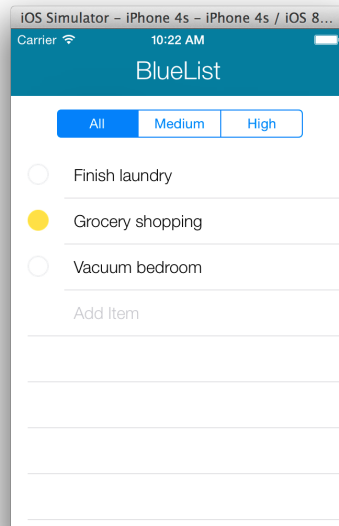 iOS Simulator – iPhone 4s – iPhone 4s / iOS 8...
Carrier 10:22 AM
BlueList
All Medium High
Finish laundry
Grocery shopping
Vacuum bedroom
Add Item